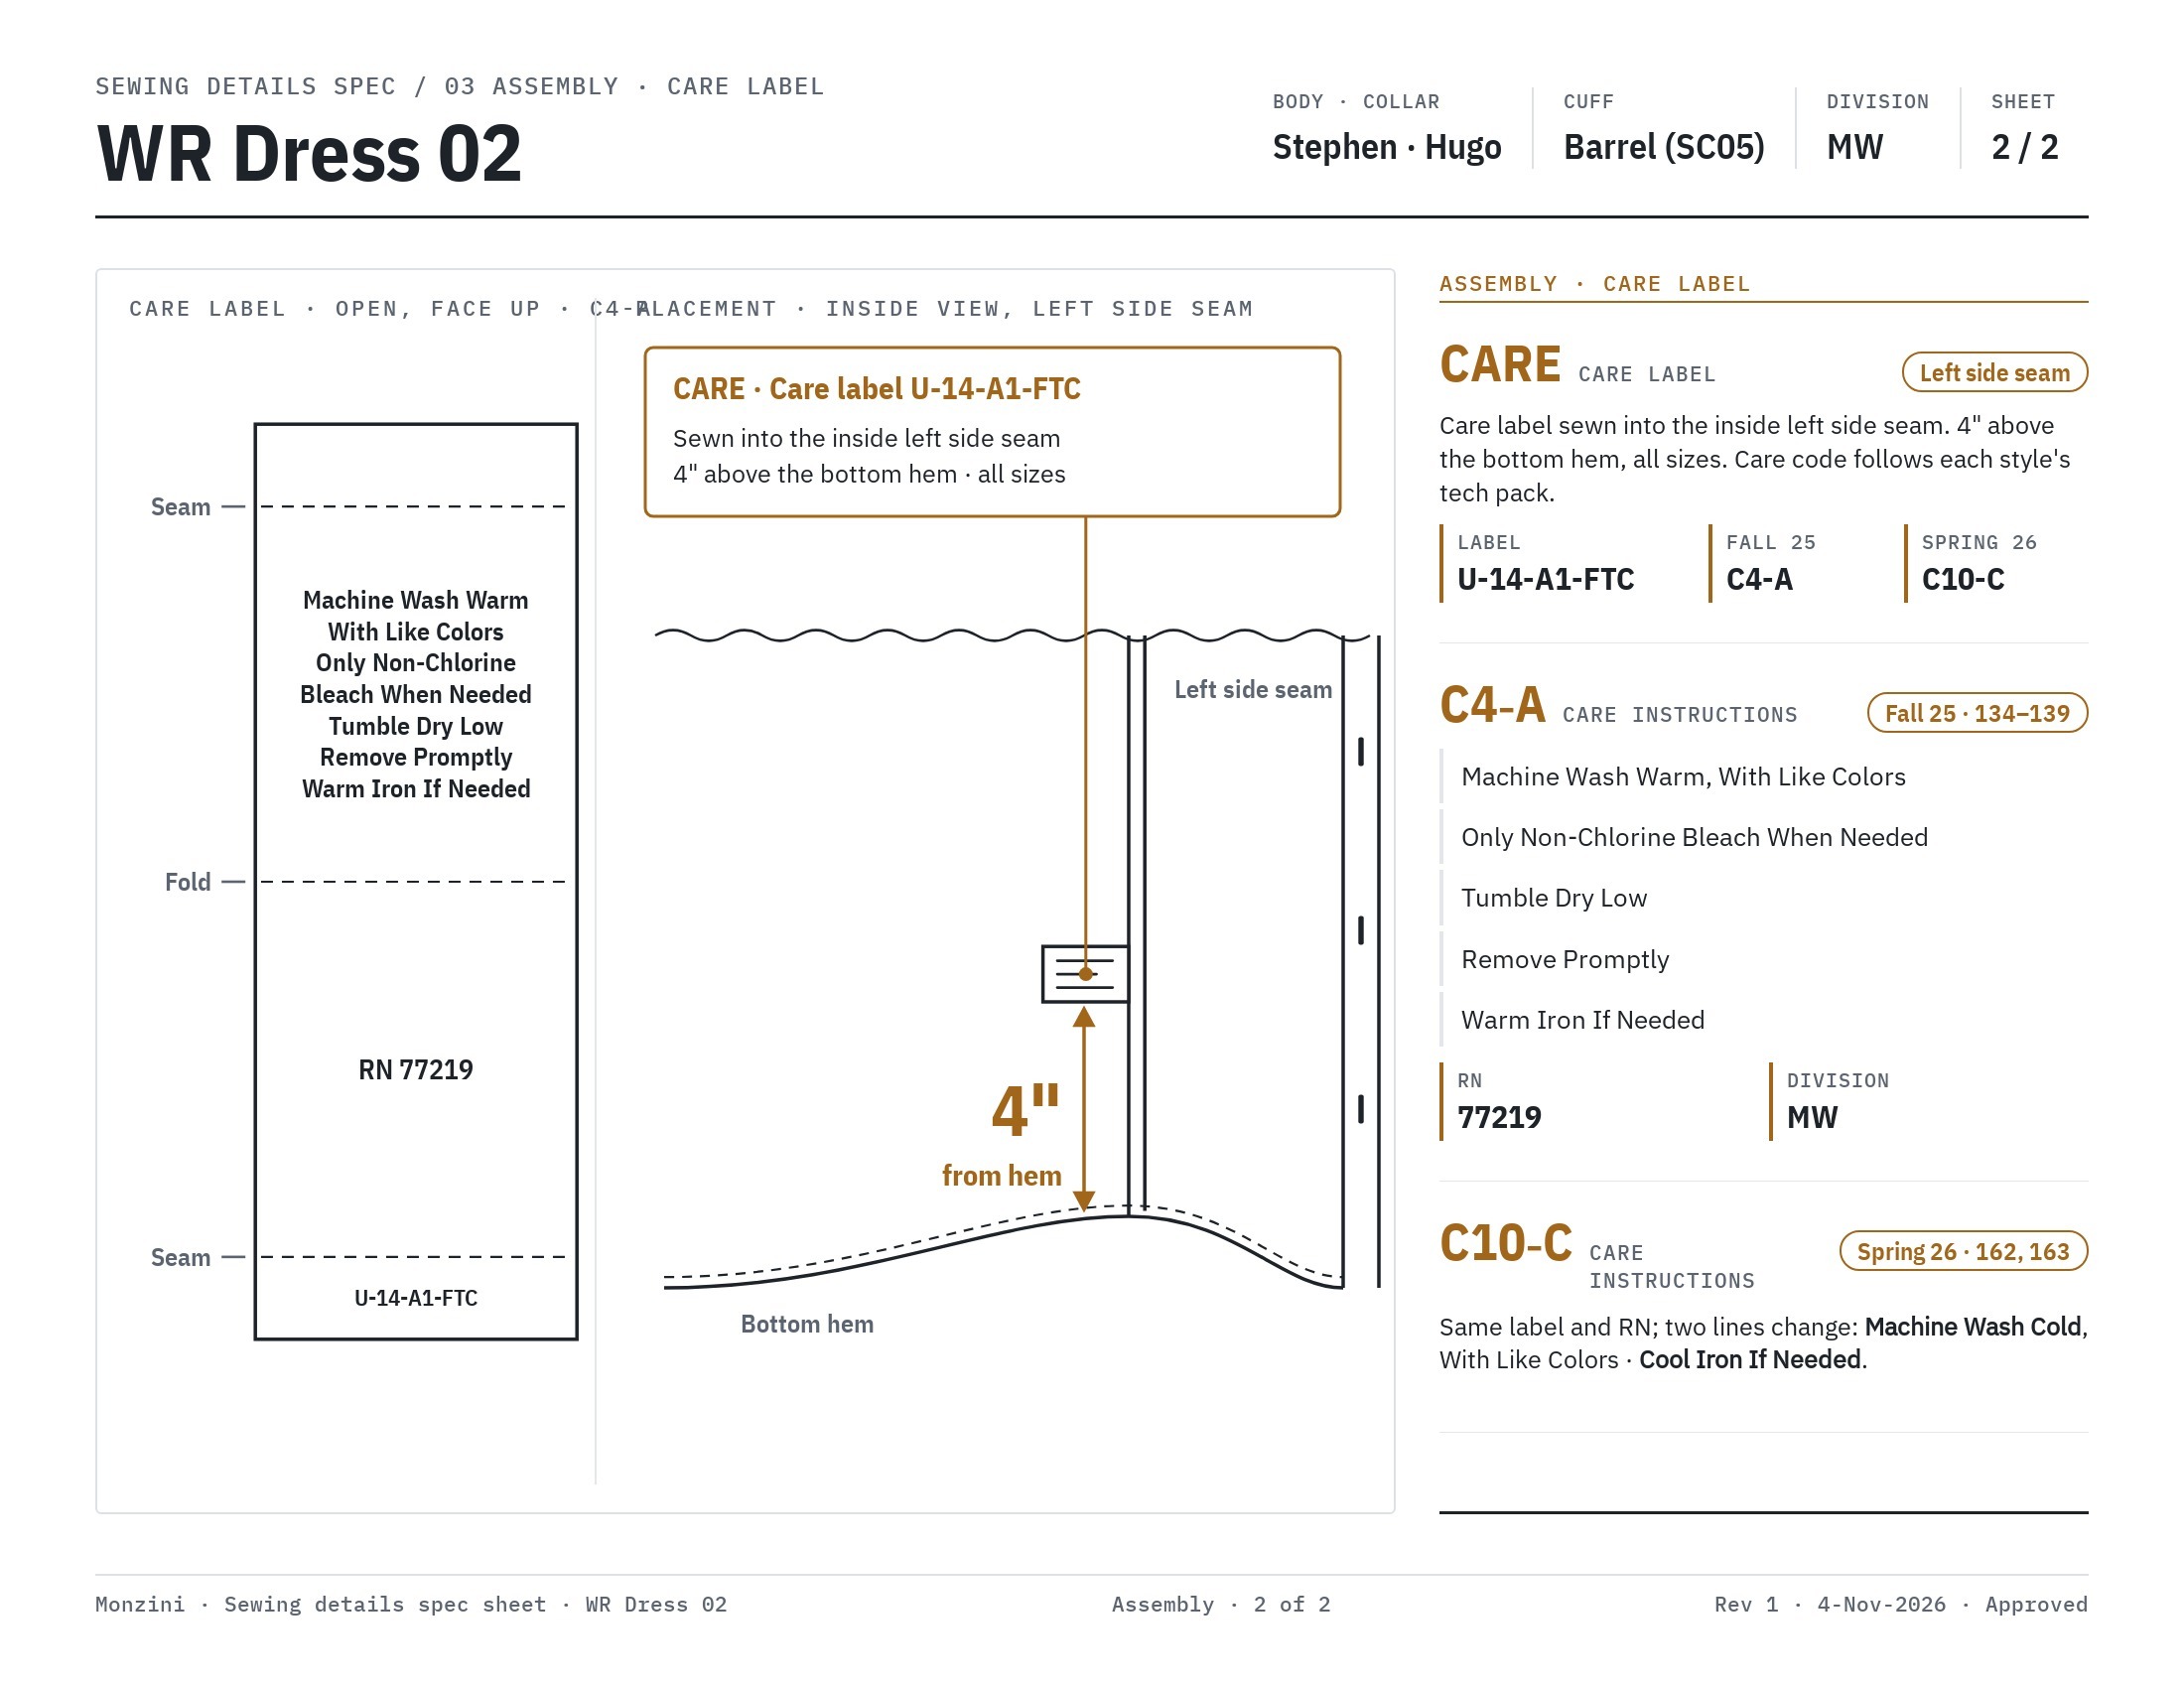 SEWING DETAILS SPEC / 03 ASSEMBLY · CARE LABEL
WR Dress 02
BODY · COLLAR
Stephen · Hugo
CUFF
Barrel (SC05)
DIVISION
MW
SHEET
2 / 2
CARE LABEL · OPEN, FACE UP · C4-A
Seam
Machine Wash Warm
With Like Colors
Only Non-Chlorine
Bleach When Needed
Tumble Dry Low
Remove Promptly
Warm Iron If Needed
Fold
RN 77219
Seam
U-14-A1-FTC
PLACEMENT · INSIDE VIEW, LEFT SIDE SEAM
CARE · Care label U-14-A1-FTC
Sewn into the inside left side seam
4" above the bottom hem · all sizes
Left side seam
4"
from hem
Bottom hem
ASSEMBLY · CARE LABEL
CARE CARE LABEL
Left side seam
Care label sewn into the inside left side seam. 4" above
the bottom hem, all sizes. Care code follows each style's
tech pack.
LABEL
U-14-A1-FTC
FALL 25
C4-A
SPRING 26
C10-C
C4-A CARE INSTRUCTIONS
Fall 25 · 134–139
Machine Wash Warm, With Like Colors
Only Non-Chlorine Bleach When Needed
Tumble Dry Low
Remove Promptly
Warm Iron If Needed
RN
77219
DIVISION
MW
C10-C CARE
INSTRUCTIONS
Spring 26 · 162, 163
Same label and RN; two lines change: Machine Wash Cold,
With Like Colors · Cool Iron If Needed.
Monzini · Sewing details spec sheet · WR Dress 02
Assembly · 2 of 2
Rev 1 · 4-Nov-2026 · Approved